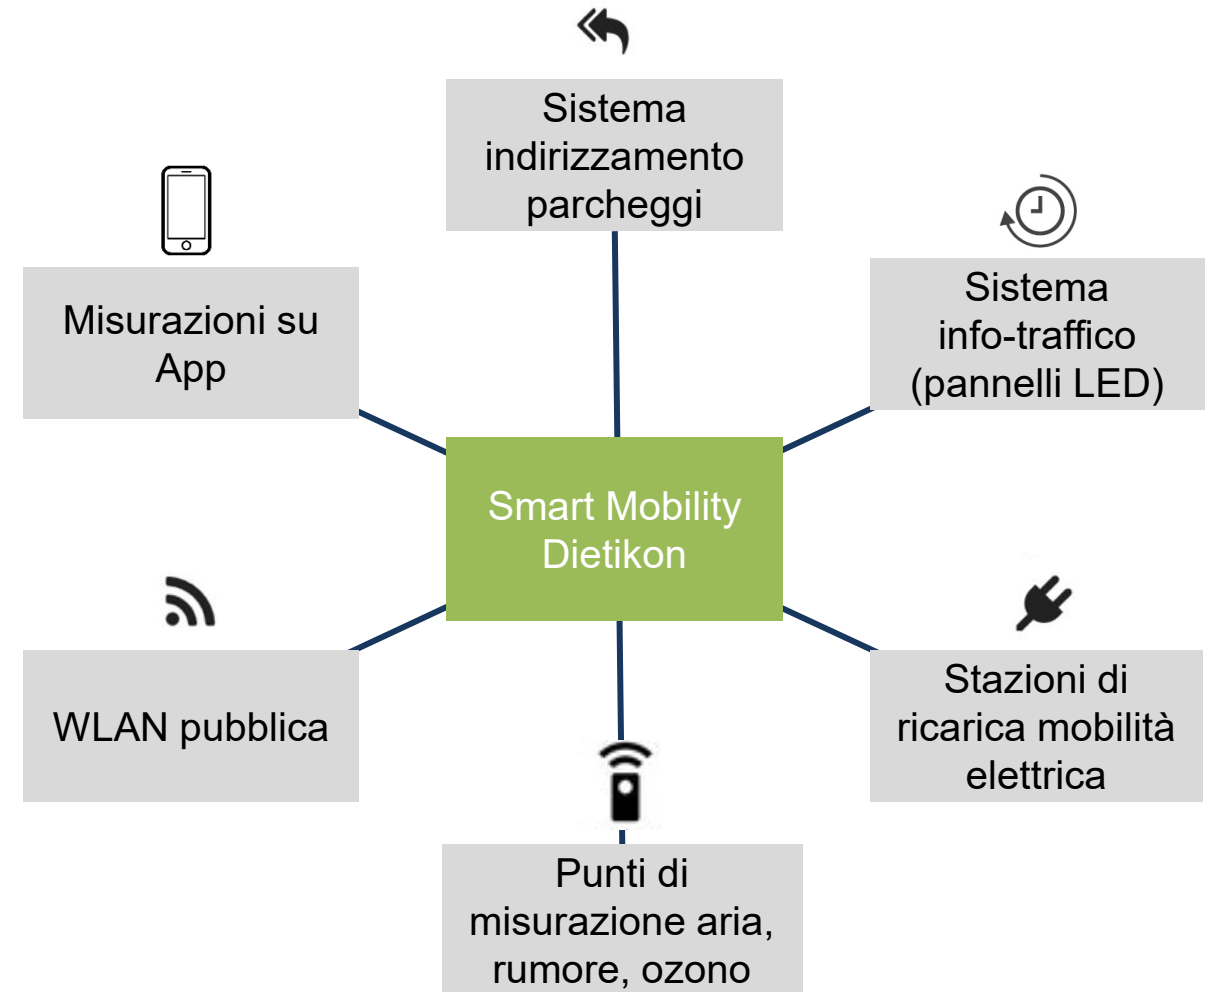 Sistema
indirizzamento
parcheggi
Misurazioni su
App
Sistema
info-traffico
(pannelli LED)
Smart Mobility
Dietikon
WLAN pubblica
Stazioni di
ricarica mobilità
elettrica
Punti di
misurazione aria,
rumore, ozono